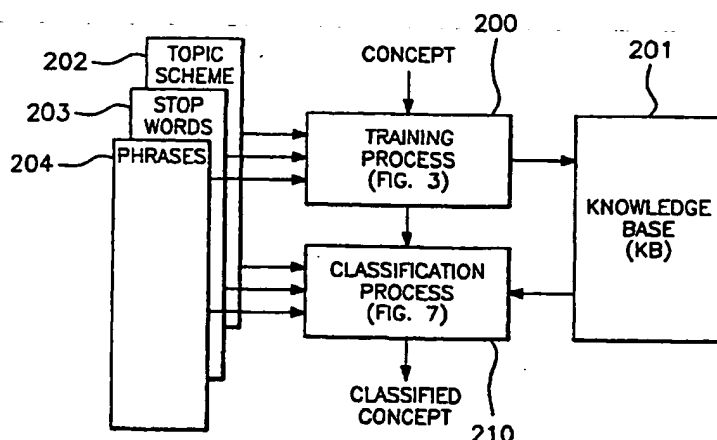 200
202
TOPIC
SCHEME
CONCEPT
201
203
STOP
WORDS
204
PHRASES
TRAINING
PROCESS
(FIG. 3)
KNOWLEDGE
BASE
(KB)
CLASSIFICATION
PROCESS
(FIG. 7)
CLASSIFIED
CONCEPT
210